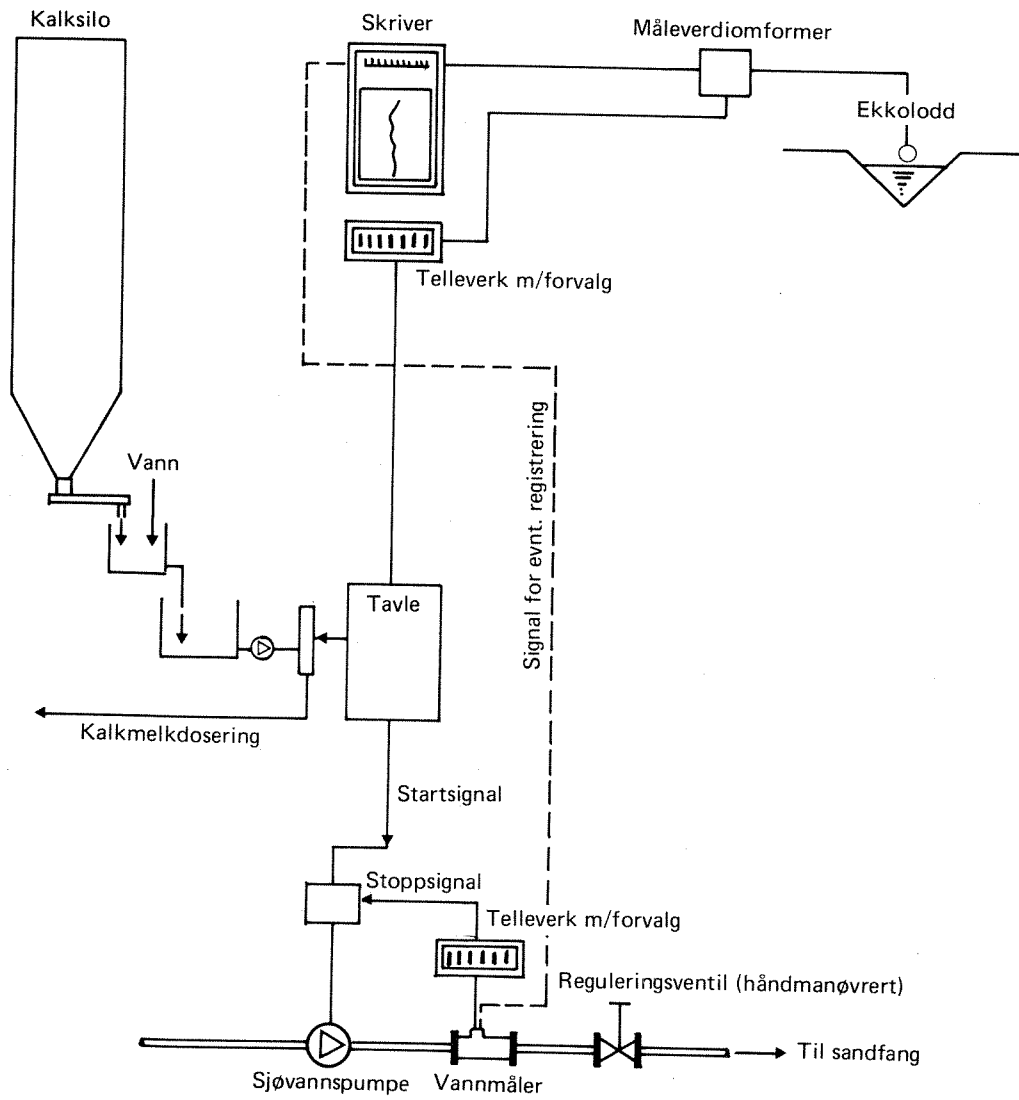 Kalksilo
Skriver
Måleverdiomformer
Ekkolodd
Telleverk m/forvalg
Vann
Signal for evnt. registrering
Tavle
Kalkmelkdosering
Startsignal
Stoppsignal
Telleverk m/forvalg
Reguleringsventil (håndmanøvrert)
Til sandfang
Sjøvannspumpe
Vannmåler